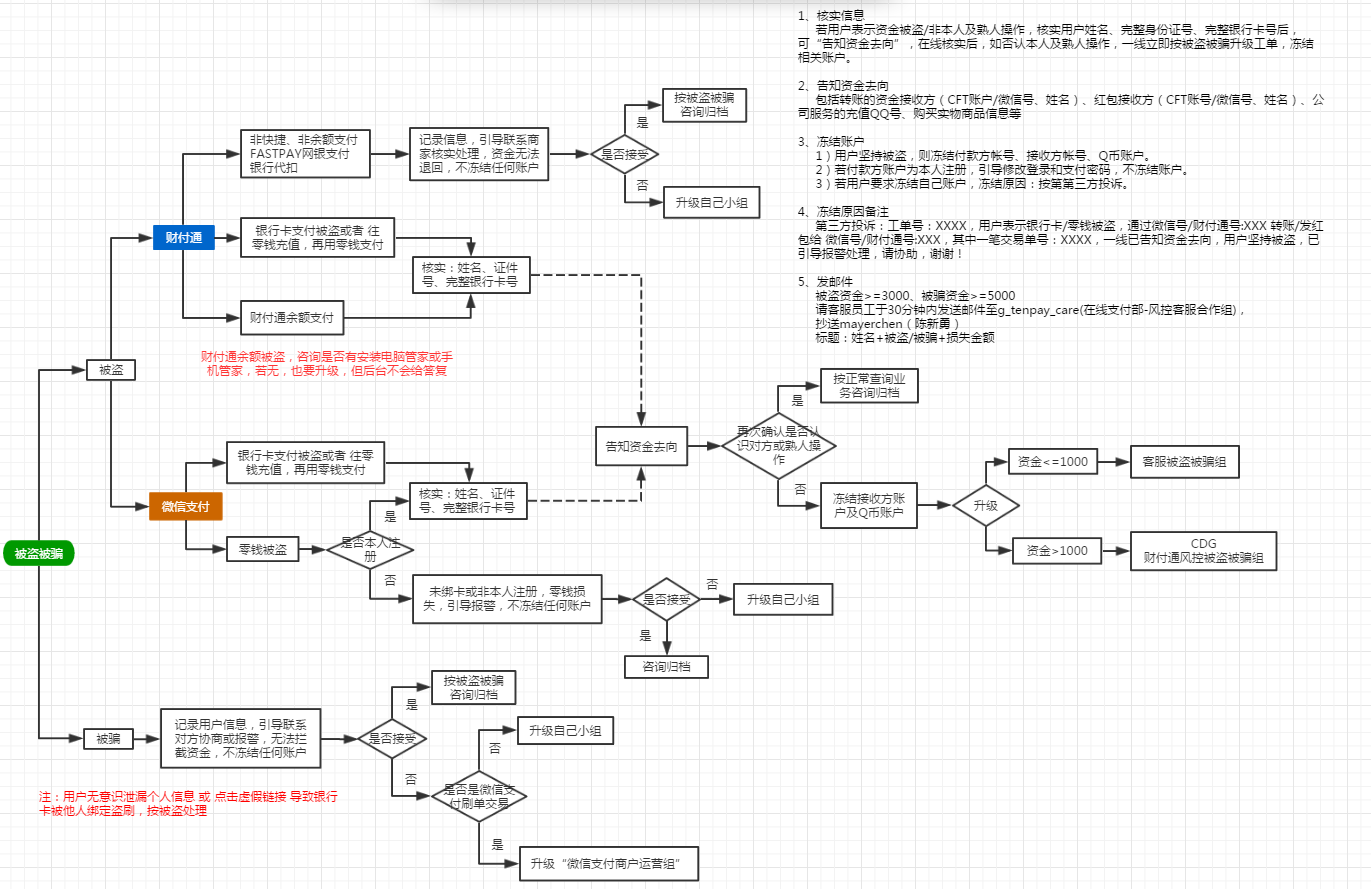 1、核实信息
若用户表示资金被盗/非本人及熟人操作，核实用户姓名、完整身份证号、完整银行卡号后，
可“告知资金去向”，在线核实后，如否认本人及熟人操作，一线立即按被盗被骗升级工单，冻结
相关账户。
2、告知资金去向
包括转账的资金接收方（CFT账户/微信号、姓名）、红包接收方（CFT账号/微信号、姓名）、公
司服务的充值QQ号、购买实物商品信息等
3、冻结账户
1）用户坚持被盗，则冻结付款方帐号、接收方帐号、Q币账户。
2）若付款方账户为本人注册，引导修改登录和支付密码，不冻结账户。
3）若用户要求冻结自己账户，冻结原因：按第第三方投诉。
4、冻结原因备注
第三方投诉：工单号：XXXX，用户表示银行卡/零钱被盗，通过微信号/财付通号:XXX 转账/发红
包给 微信号/财付通号:XXX，其中一笔交易单号：XXXX，一线已告知资金去向，用户坚持被盗，已
引导报警处理，请协助，谢谢！
5、发邮件
被盗资金>=3000、被骗资金>=5000
请客服员工于30分钟内发送邮件至g_tenpay_care(在线支付部-风控客服合作组)，
抄送mayerchen（陈新勇）
标题：姓名+被盗/被骗+损失金额
按被盗被骗
咨询归档
是
非快捷、非余额支付
FASTPAY网银支付
银行代扣
记录信息，引导联系商
家核实处理，资金无法
退回，不冻结任何账户
是否接受
否
升级自己小组
财付通
银行卡支付被盗或者 往
零钱充值，再用零钱支付
核实：姓名、证件
号、完整银行卡号
财付通余额支付
财付通余额被盗，咨询是否有安装电脑管家或手
机管家，若无，也要升级，但后台不会给答复
被盗
按正常查询业
务咨询归档
是
告知资金去向
再次确认是否认
识对方或熟人操
作
否
冻结接收方账
户及Q币账户
升级
资金<=1000
客服被盗被骗组
资金>1000
CDG
财付通风控被盗被骗组
银行卡支付被盗或者 往零
钱充值，再用零钱支付
微信支付
核实：姓名、证件
号、完整银行卡号
是
零钱被盗
是否本人注
册
否
未绑卡或非本人注册，零钱损
失，引导报警，不冻结任何账户
是否接受
否
升级自己小组
是
咨询归档
被盗被骗
按被盗被骗
咨询归档
是
被骗
记录用户信息，引导联系
对方协商或报警，无法拦
截资金，不冻结任何账户
是否接受
升级自己小组
否
否
是否是微信支
付刷单交易
是
升级“微信支付商户运营组”
注：用户无意识泄漏个人信息 或 点击虚假链接 导致银行
卡被他人绑定盗刷，按被盗处理